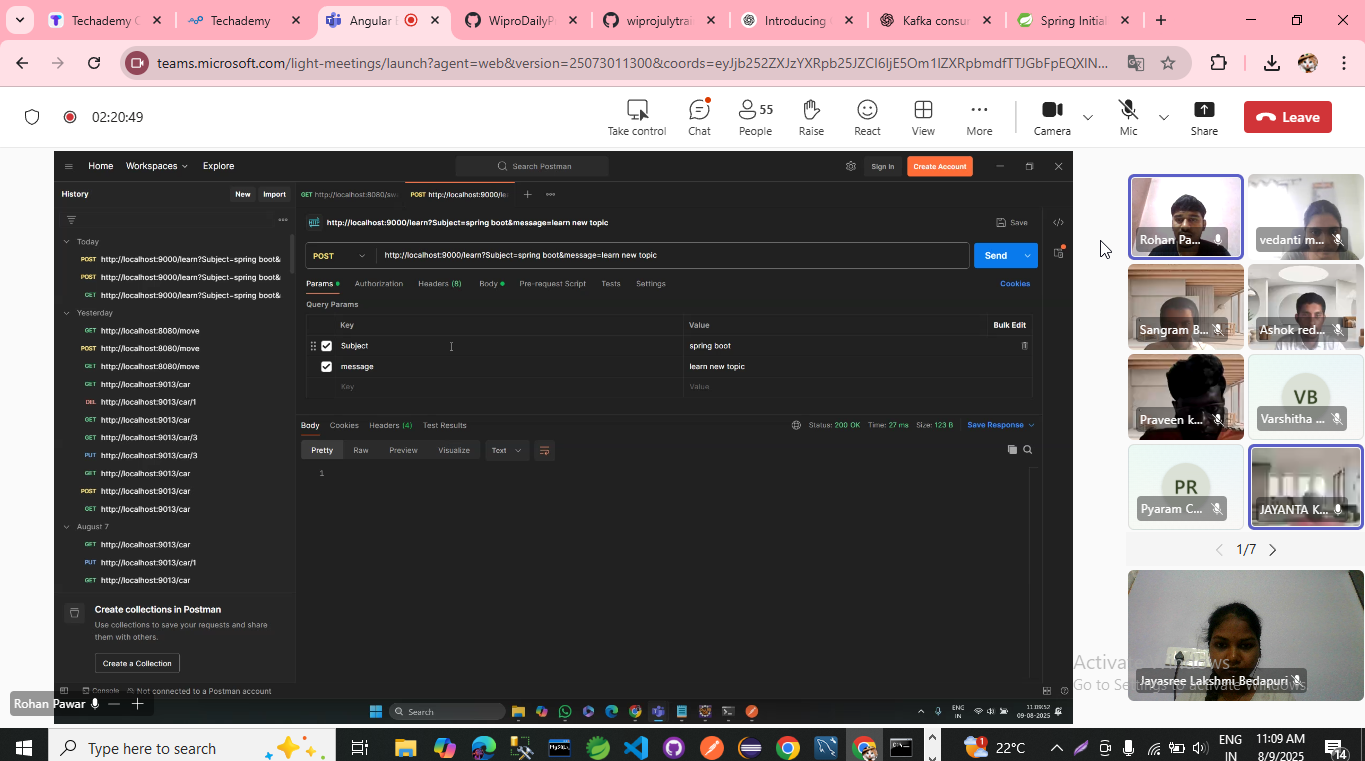 Techademy
Techademy
Angular
WiproDailyP
wiprojulytrai
Introducing
Kafka consu
Spring Initia
teams.microsoft.com/light-meetings/launch?agent=web&version=25073011300&coords=
02:20:49
Take control
Chat
55
People
Raise
React
View
More
Camera
Mic
Share
Leave
Home
Workspaces
Explore
Search Postman
Sign In
Create Account
History
New
Import
GET http://localhost:8080/sw
POST http://localhost:9000/le
http://localhost:9000/learn?Subject=spring boot&message=learn new topic
Save
POST
http://localhost:9000/learn?Subject=spring boot&message=learn new topic
Send
Params
Authorization
Headers (8)
Body
Pre-request Script
Tests
Settings
Cookies
Query Params
Key
Value
Bulk Edit
Subject
spring boot
message
learn new topic
Key
Value
Today
POST http://localhost:9000/learn?Subject=spring boot&
POST http://localhost:9000/learn?Subject=spring boot&
GET http://localhost:9000/learn?Subject=spring boot&
Yesterday
GET http://localhost:8080/move
POST http://localhost:8080/move
GET http://localhost:8080/move
GET http://localhost:9013/car
DEL http://localhost:9013/car/1
GET http://localhost:9013/car
GET http://localhost:9013/car/3
PUT http://localhost:9013/car/3
GET http://localhost:9013/car
POST http://localhost:9013/car
GET http://localhost:9013/car
August 7
GET http://localhost:9013/car
PUT http://localhost:9013/car/1
GET http://localhost:9013/car
Create collections in Postman
Use collections to save your requests and share
them with others.
Create a Collection
Body
Cookies
Headers (4)
Test Results
Status: 200 OK
Time: 27 ms
Size: 123 B
Save Response
Pretty
Raw
Preview
Visualize
Text
1
Console
Not connected to a Postman account
Rohan Pawar
Search
ENG
IN
11:09:52
09-08-2025
Rohan Pa...
vedanti m...
Sangram B...
Ashok red...
Praveen k...
VB
Varshitha ...
PR
Pyaram C...
JAYANTA K...
1/7
Jayasree Lakshmi Bedapuri
Type here to search
22°C
ENG
IN
11:09 AM
8/9/2025
14